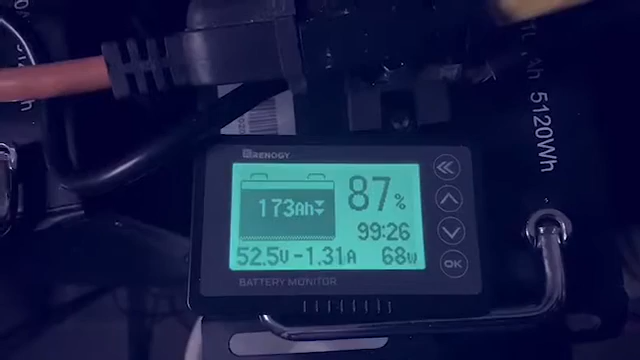 5120Wh
RENOGY
87%
173Ah
99:26
52.5V -1.31A 68W
OK
BATTERY MONITOR